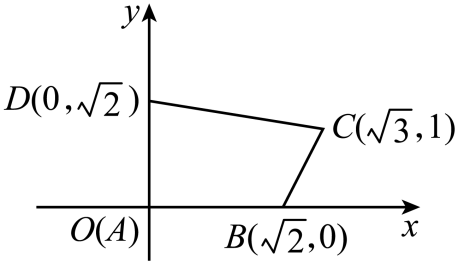 y
D(0,√2)
C(√3,1)
O(A)
B(√2,0)
x